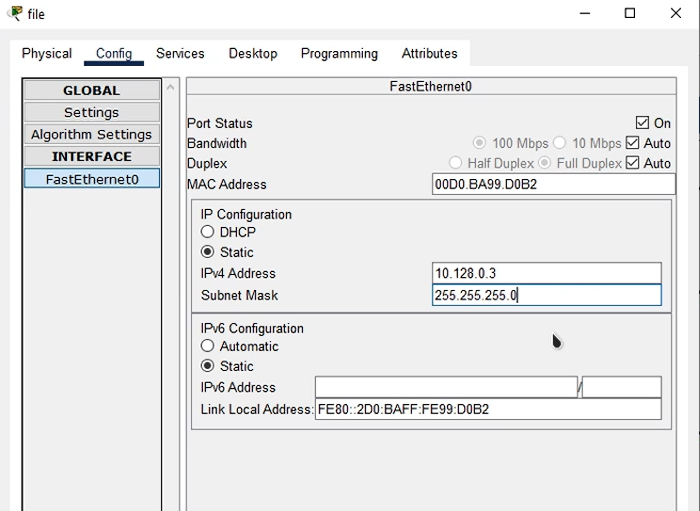 file
Physical Config Services Desktop Programming Attributes
GLOBAL
Settings
Algorithm Settings
INTERFACE
FastEthernet0
FastEthernet0
Port Status On
Bandwidth 100 Mbps 10 Mbps Auto
Duplex Half Duplex Full Duplex Auto
MAC Address 00D0.BA99.D0B2
IP Configuration
DHCP
Static
IPv4 Address 10.128.0.3
Subnet Mask 255.255.255.0
IPv6 Configuration
Automatic
Static
IPv6 Address /
Link Local Address: FE80::2D0:BAFF:FE99:D0B2